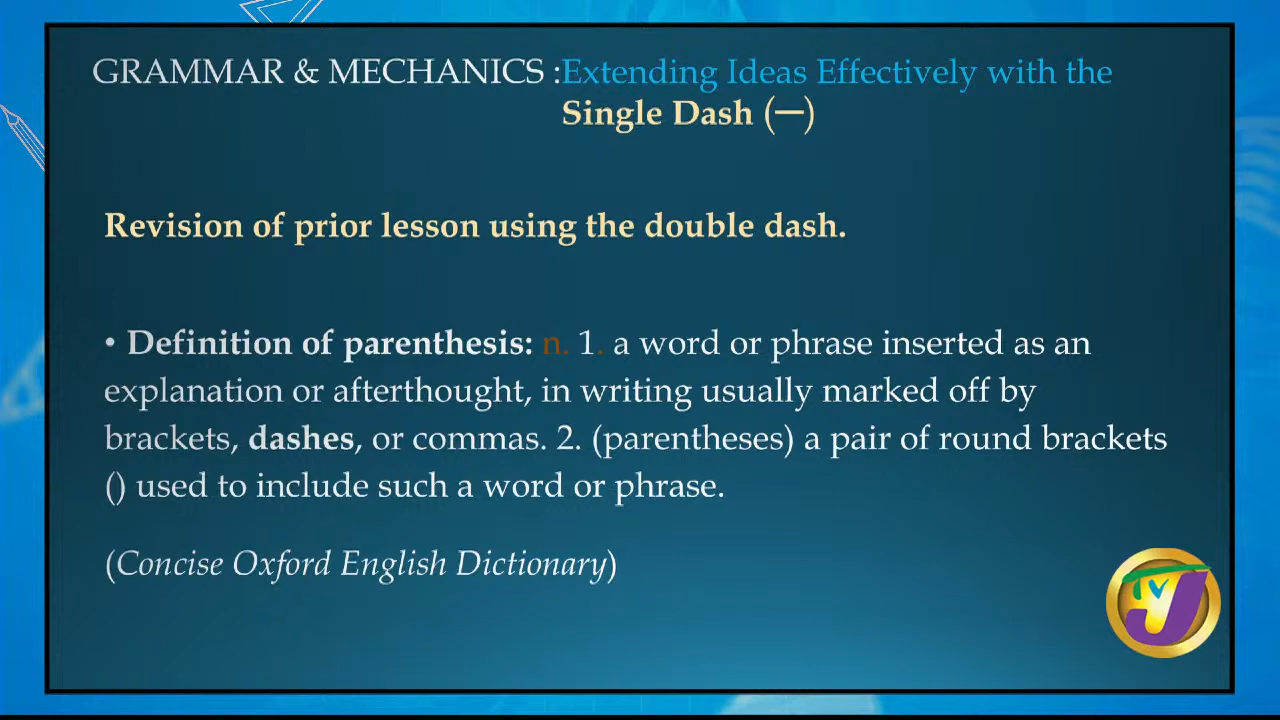 GRAMMAR & MECHANICS :Extending Ideas Effectively with the
Single Dash (—)
Revision of prior lesson using the double dash.
• Definition of parenthesis: n. 1. a word or phrase inserted as an
explanation or afterthought, in writing usually marked off by
brackets, dashes, or commas. 2. (parentheses) a pair of round brackets
() used to include such a word or phrase.
(Concise Oxford English Dictionary)
TVJ